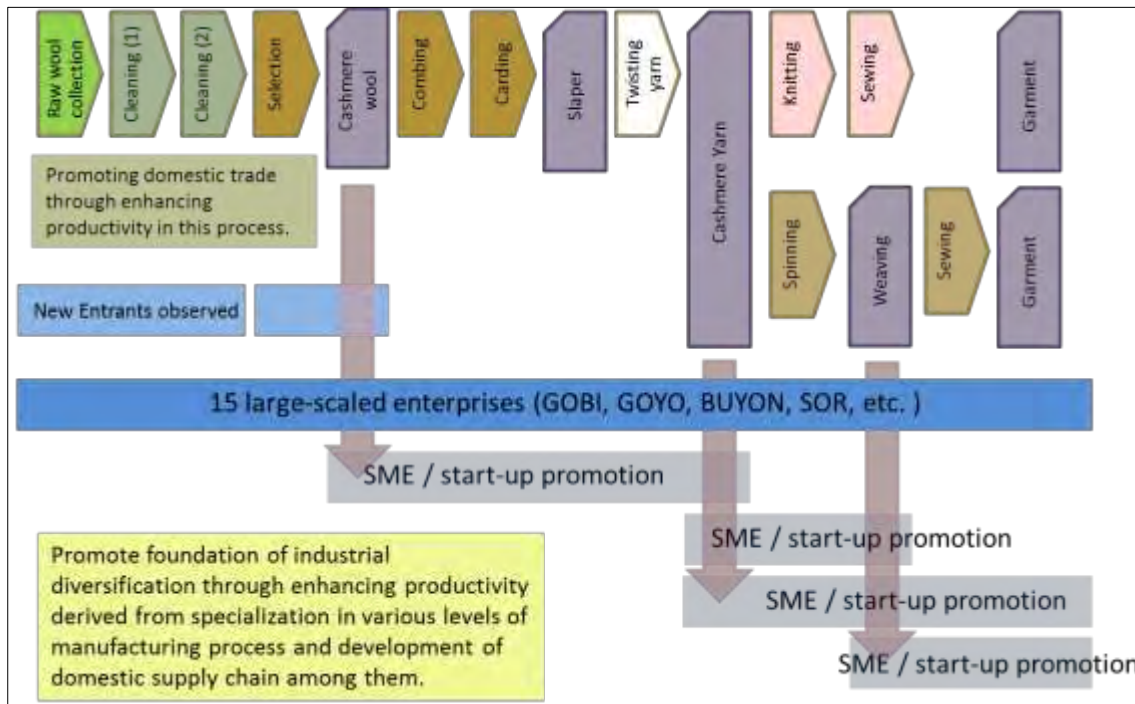 Raw wool
collection
Cleaning (1)
Cleaning (2)
Selection
Cashmere
wool
Combing
Carding
Slaper
Twisting
yarn
Cashmere Yarn
Knitting
Sewing
Garment
Spinning
Weaving
Sewing
Garment
Promoting domestic trade
through enhancing
productivity in this process.
New Entrants observed
15 large-scaled enterprises (GOBI, GOYO, BUYON, SOR, etc. )
SME / start-up promotion
SME / start-up promotion
SME / start-up promotion
SME / start-up promotion
Promote foundation of industrial
diversification through enhancing productivity
derived from specialization in various levels of
manufacturing process and development of
domestic supply chain among them.